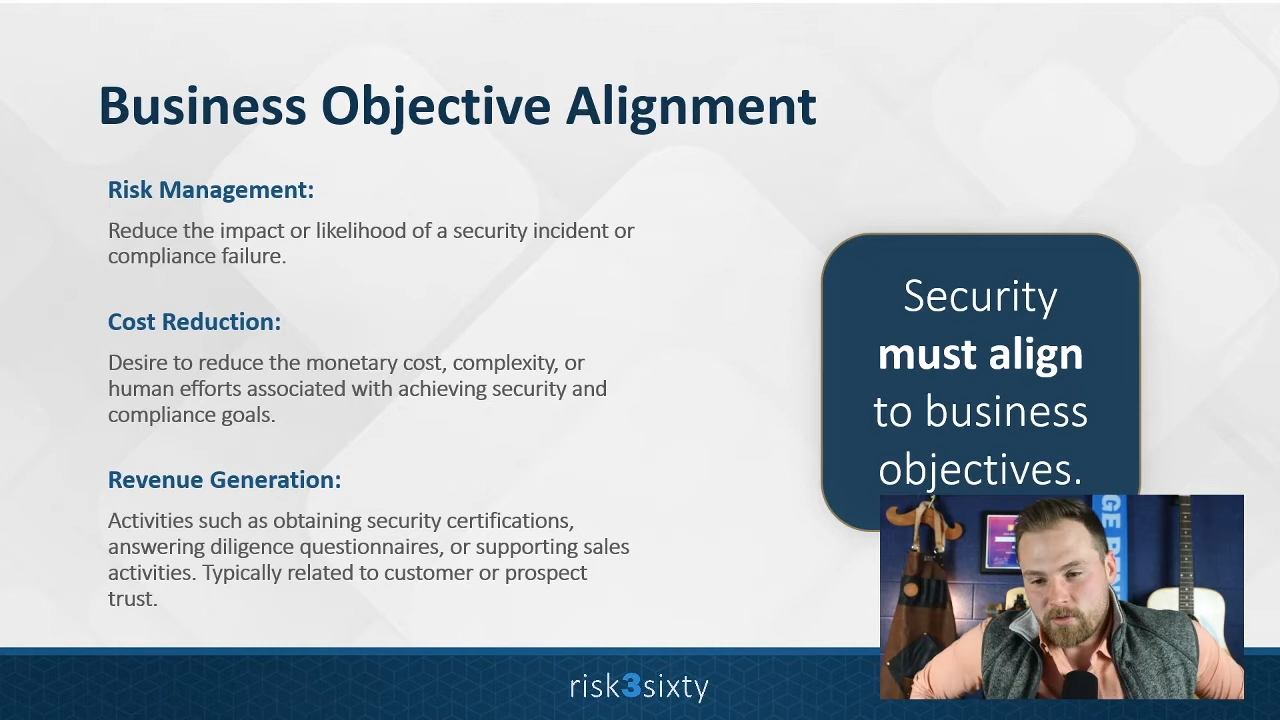 Business Objective Alignment
Risk Management:
Reduce the impact or likelihood of a security incident or
compliance failure.
Cost Reduction:
Desire to reduce the monetary cost, complexity, or
human efforts associated with achieving security and
compliance goals.
Revenue Generation:
Activities such as obtaining security certifications,
answering diligence questionnaires, or supporting sales
activities. Typically related to customer or prospect
trust.
Security
must align
to business
objectives.
risk3sixty